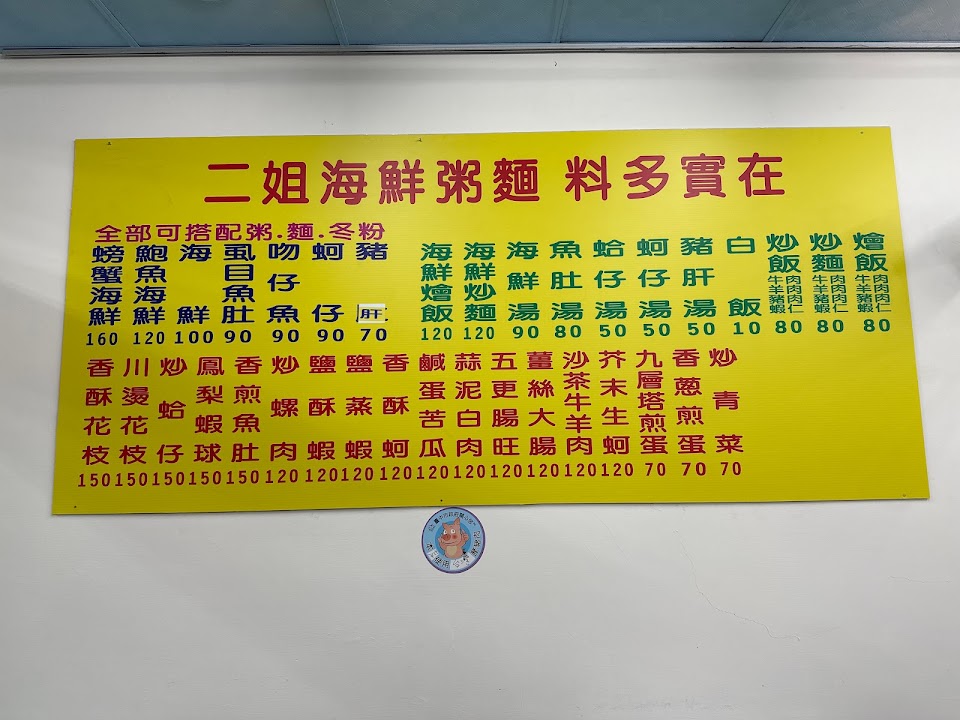 二姐海鮮粥麵 料多實在
全部可搭配粥.麵.冬粉
螃蟹海鮮 160
鮑魚海鮮 120
海鮮 100
虱目魚肚 90
吻仔魚 90
蚵仔 90
豬肝 70
海鮮燴飯 120
海鮮炒麵 120
海鮮湯 90
魚肚湯 80
蛤仔湯 50
蚵仔湯 50
豬肝湯 50
白飯 10
炒飯 牛肉羊肉豬肉蝦仁 80
炒麵 牛肉羊肉豬肉蝦仁 80
燴飯 牛肉羊肉豬肉蝦仁 80
香酥花枝 150
川燙花枝 150
炒蛤仔 150
鳳梨蝦球 150
香煎魚肚 150
炒螺肉 120
鹽酥蝦 120
鹽蒸蝦 120
香酥蚵 120
鹹蛋苦瓜 120
蒜泥白肉 120
五更腸旺 120
薑絲大腸 120
沙茶牛羊肉 120
芥末生蚵 120
九層塔煎蛋 70
香蔥煎蛋 70
炒青菜 70